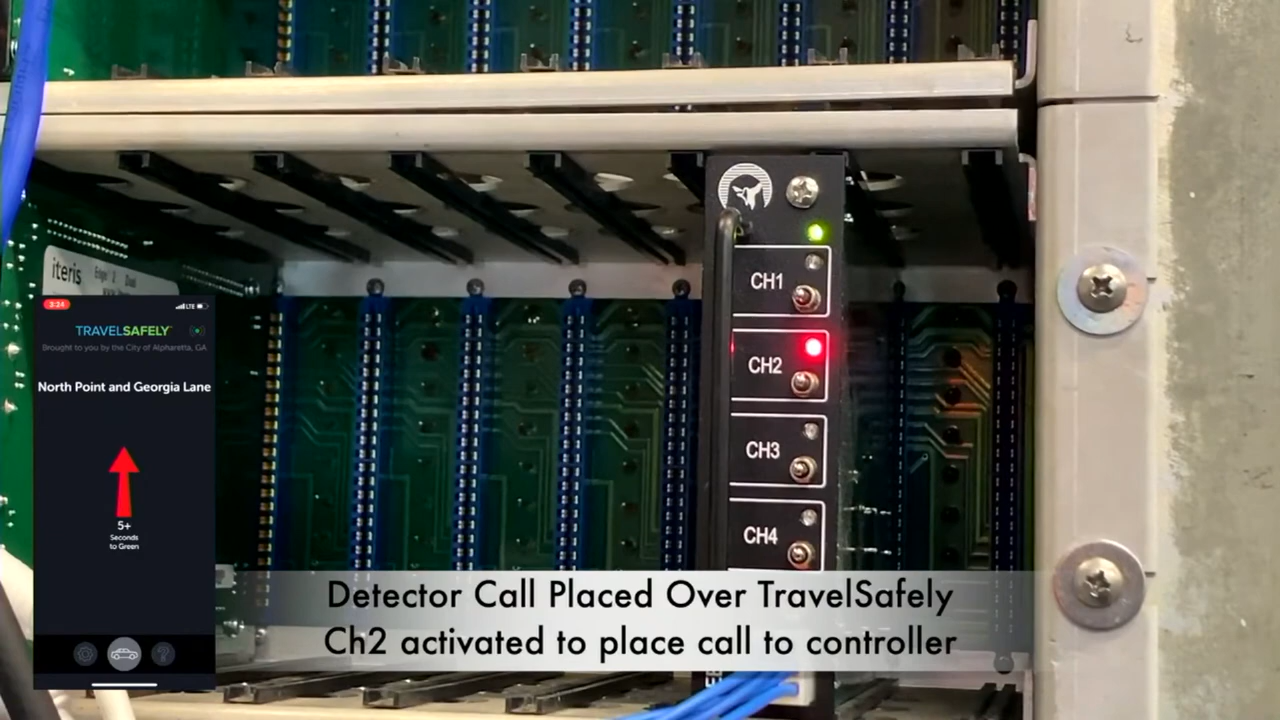 iteris
3:24
LTE
TRAVELSAFELY
Brought to you by the City of Alpharetta, GA
North Point and Georgia Lane
5+
Seconds
to Green
?
CH1
CH2
CH3
CH4
Detector Call Placed Over TravelSafely
Ch2 activated to place call to controller